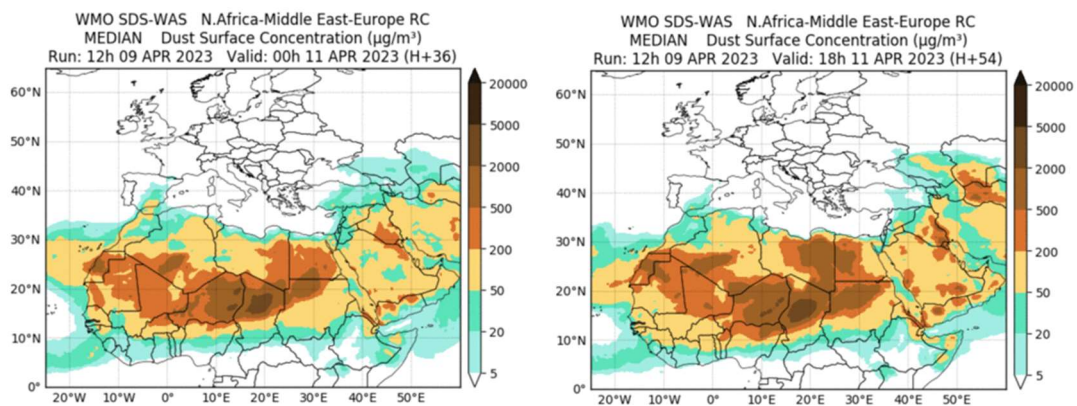 WMO SDS-WAS N.Africa-Middle East-Europe RC
MEDIAN Dust Surface Concentration (µg/m³)
Run: 12h 09 APR 2023 Valid: 00h 11 APR 2023 (H+36)
60°N
50°N
40°N
30°N
20°N
10°N
0°
20°W
10°W
0°
10°E
20°E
30°E
40°E
50°E
20000
5000
2000
500
200
50
20
5
WMO SDS-WAS N.Africa-Middle East-Europe RC
MEDIAN Dust Surface Concentration (µg/m³)
Run: 12h 09 APR 2023 Valid: 18h 11 APR 2023 (H+54)
60°N
50°N
40°N
30°N
20°N
10°N
0°
20°W
10°W
0°
10°E
20°E
30°E
40°E
50°E
20000
5000
2000
500
200
50
20
5